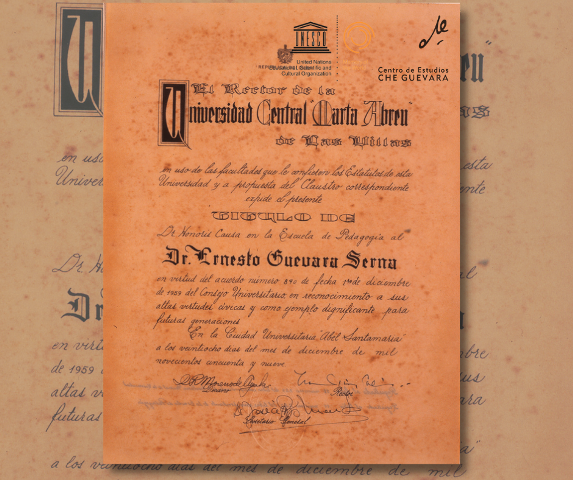 UNESCO
United Nations
Educational, Scientific and
Cultural Organization
Centro de Estudios
CHE GUEVARA
El Rector de la
Universidad Central "Marta Abreu"
de Las Villas
en uso de las facultades que le confieren los Estatutos de esta
Universidad y a propuesta del Claustro correspondiente
expide el presente
TITULO DE
Dr. Honoris Causa en la Escuela de Pedagogía al
Dr. Ernesto Guevara Serna
en virtud del acuerdo número de fecha 1º de diciembre
de 1959 del Consejo Universitario, en reconocimiento a sus
altas virtudes cívicas y como ejemplo dignificante para
futuras generaciones
En la Ciudad Universitaria Abel Santamaría
a los veintiocho días del mes de diciembre de mil
novecientos cincuenta y nueve
Decano
Rector
Secretario General